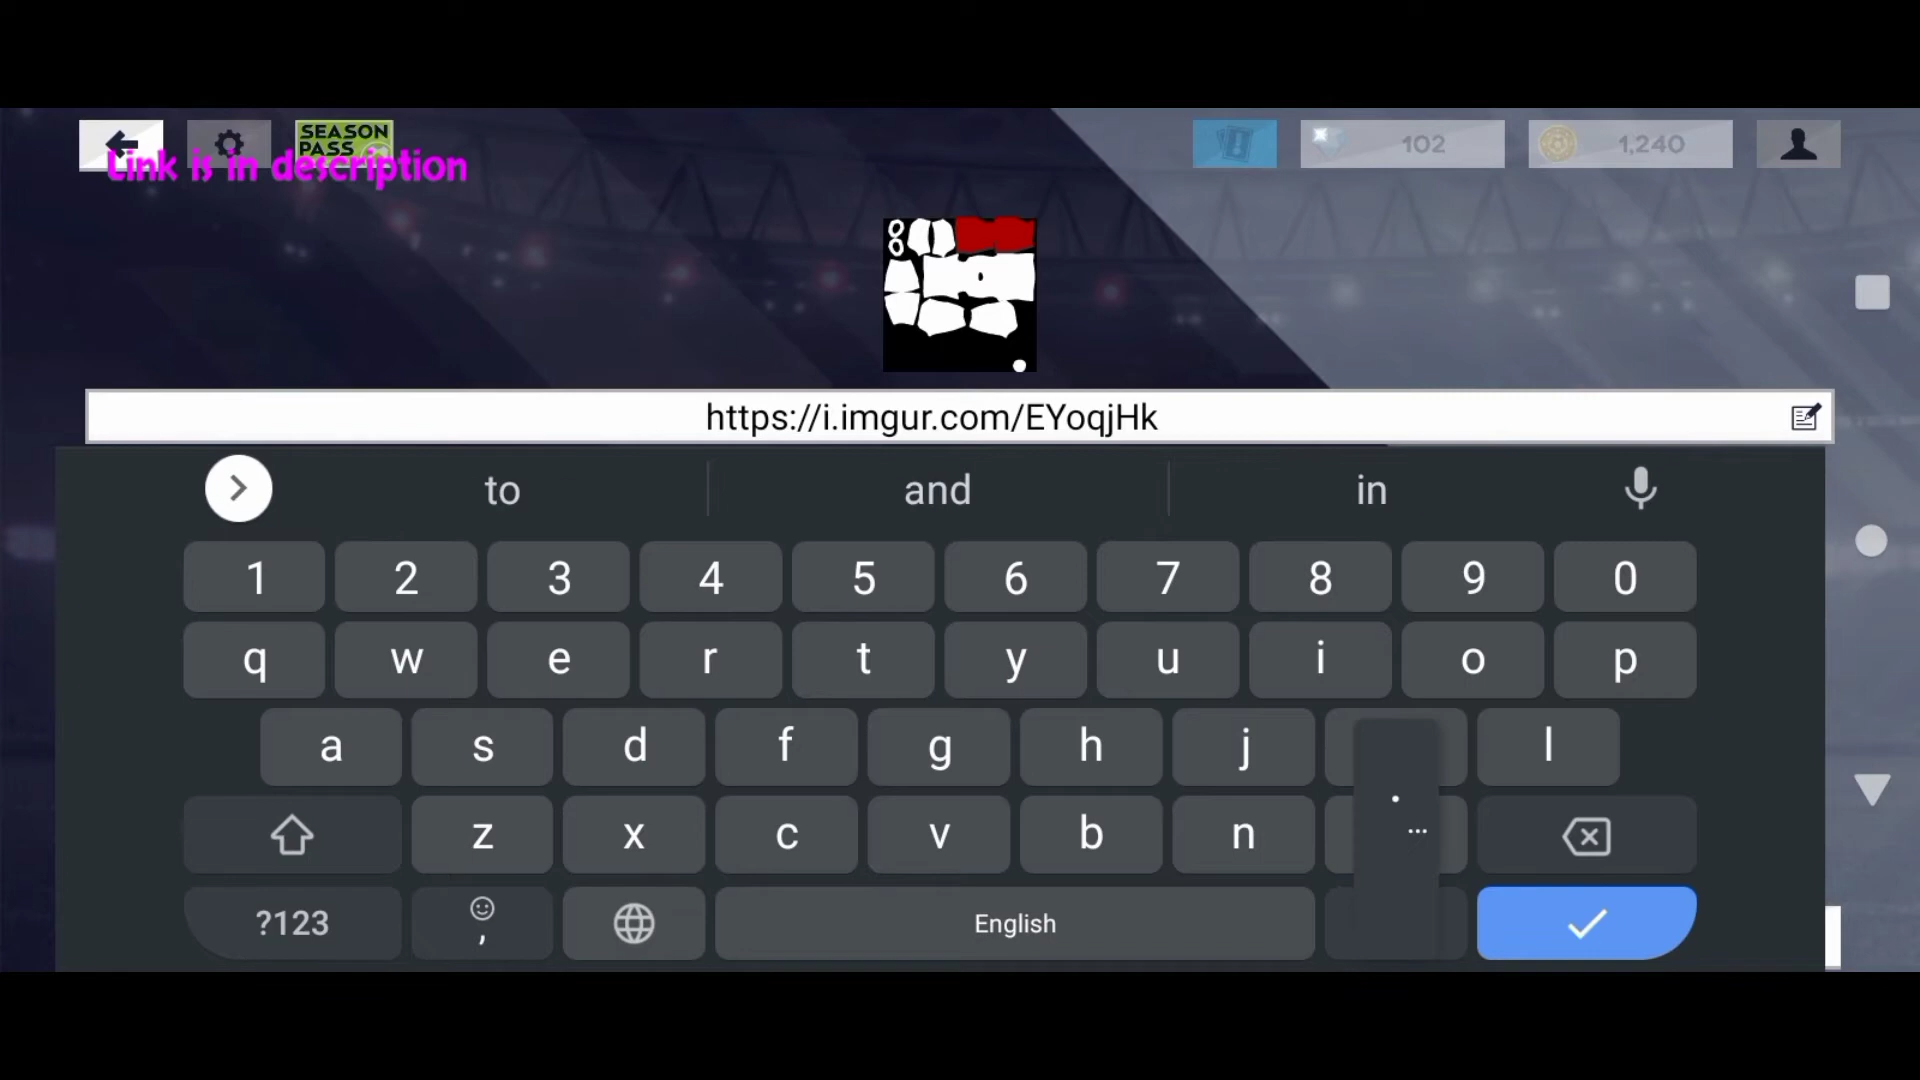 SEASON
PASS
Link is in description
102
1,240
https://i.imgur.com/EYoqjHk
to and in
1 2 3 4 5 6 7 8 9 0
q w e r t y u i o p
a s d f g h j l
z x c v b n
. ...
?123 , English